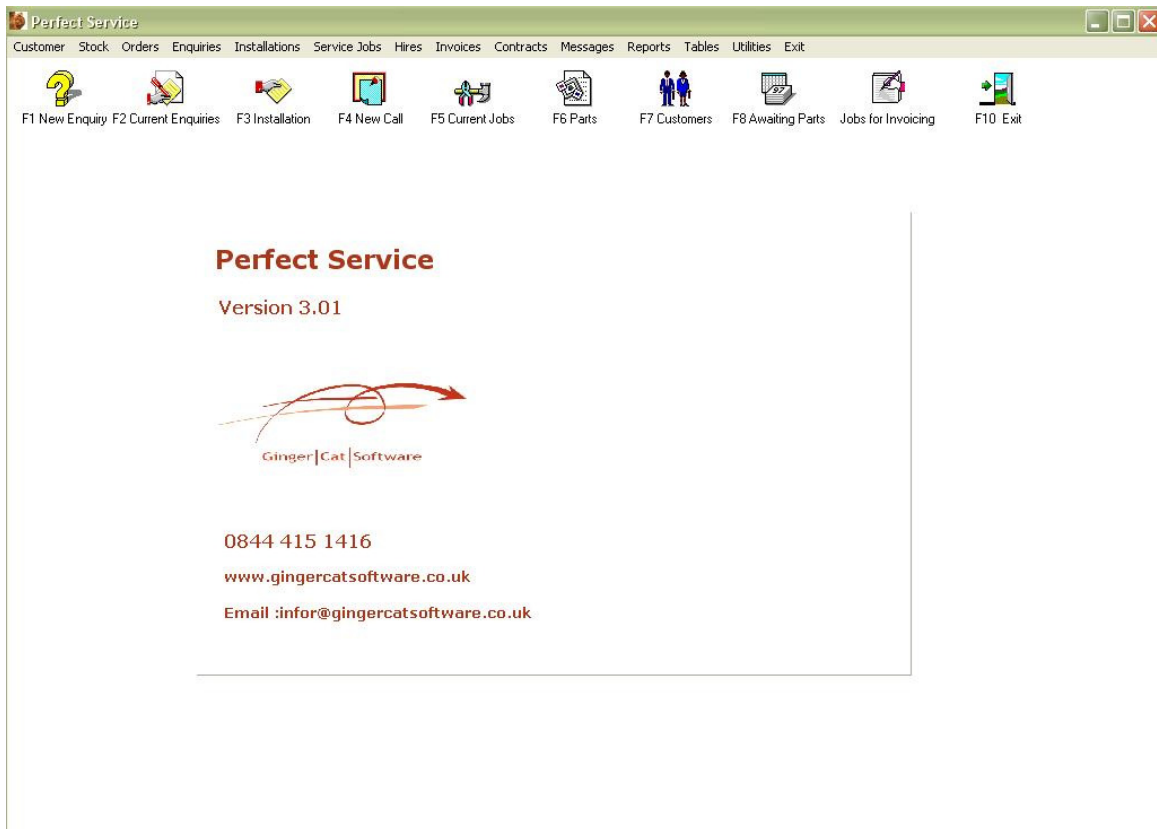 Perfect Service
Customer Stock Orders Enquiries Installations Service Jobs Hires Invoices Contracts Messages Reports Tables Utilities Exit
97
F1 New Enquiry F2 Current Enquiries F3 Installation F4 New Call F5 Current Jobs F6 Parts F7 Customers F8 Awaiting Parts Jobs for Invoicing F10 Exit
Perfect Service
Version 3.01
Ginger|Cat|Software
0844 415 1416
www.gingercatsoftware.co.uk
Email :infor@gingercatsoftware.co.uk